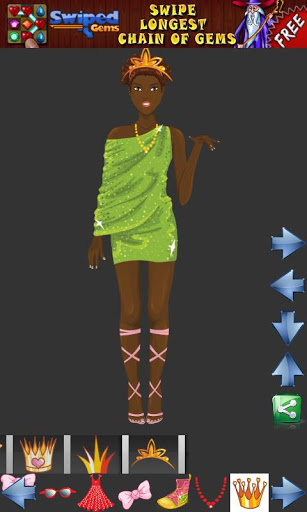 Swiped
Gems
SWIPE
LONGEST
CHAIN OF GEMS
FREE